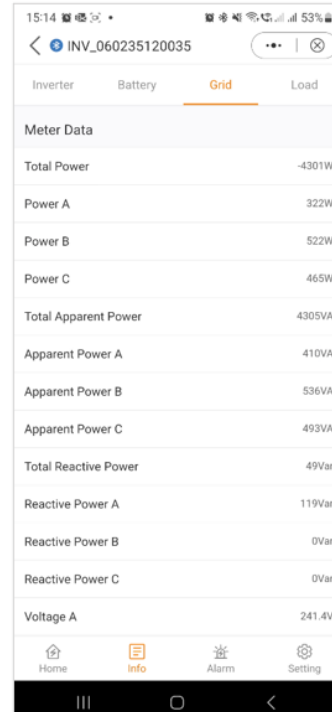 15:14
53%
INV_060235120035
Inverter Battery Grid Load
Meter Data
Total Power -4301W
Power A 322W
Power B 522W
Power C 465W
Total Apparent Power 4305VA
Apparent Power A 410VA
Apparent Power B 536VA
Apparent Power C 493VA
Total Reactive Power 49Var
Reactive Power A 119Var
Reactive Power B 0Var
Reactive Power C 0Var
Voltage A 241.4V
Home Info Alarm Setting